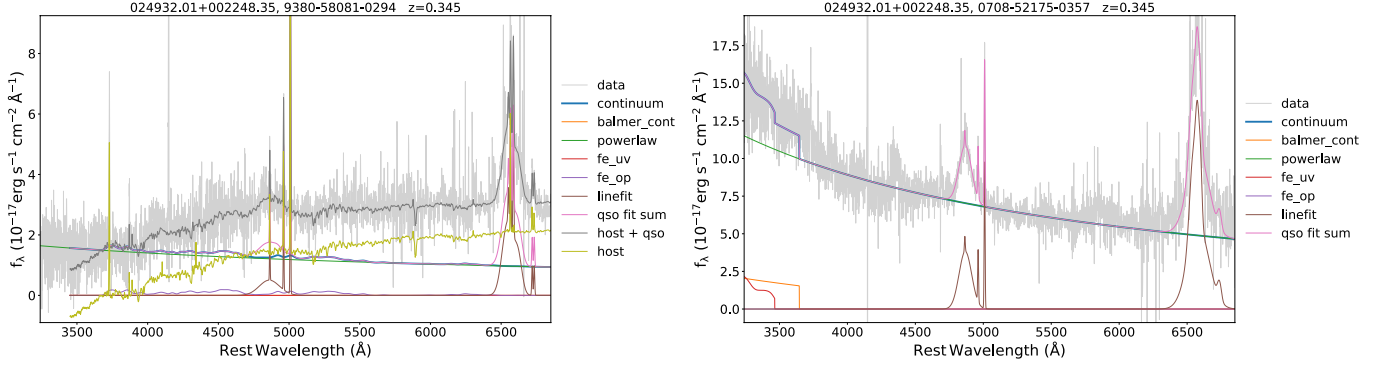 024932.01+002248.35, 9380-58081-0294 z=0.345
f_λ (10⁻¹⁷ erg s⁻¹ cm⁻² Å⁻¹)
8
6
4
2
0
3500 4000 4500 5000 5500 6000 6500
Rest Wavelength (Å)
data
continuum
balmer_cont
powerlaw
fe_uv
fe_op
linefit
qso fit sum
host + qso
host
024932.01+002248.35, 0708-52175-0357 z=0.345
f_λ (10⁻¹⁷ erg s⁻¹ cm⁻² Å⁻¹)
17.5
15.0
12.5
10.0
7.5
5.0
2.5
0.0
3500 4000 4500 5000 5500 6000 6500
Rest Wavelength (Å)
data
continuum
balmer_cont
powerlaw
fe_uv
fe_op
linefit
qso fit sum